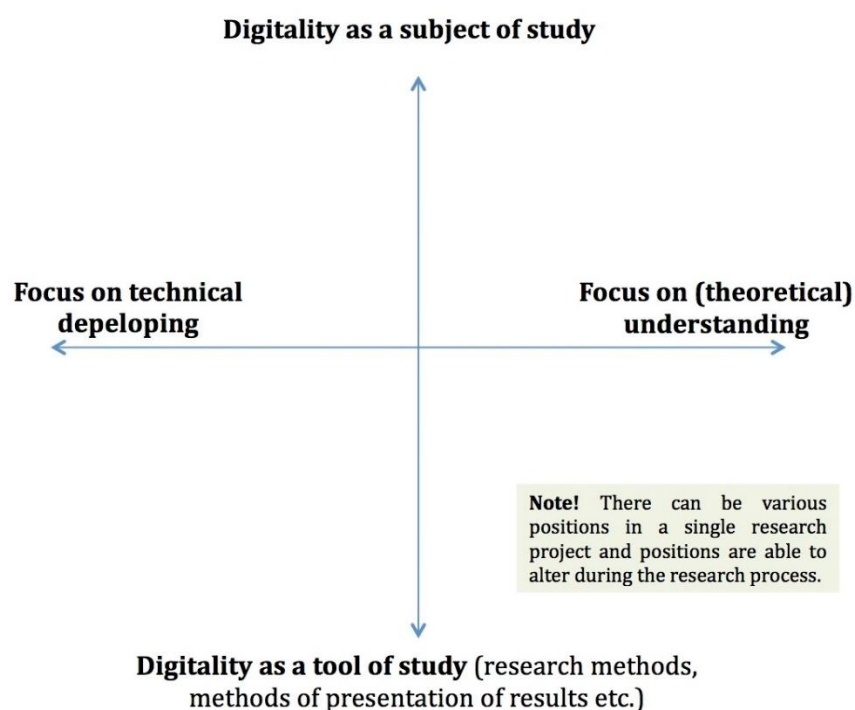 Digitality as a subject of study
Focus on technical
depeloping
Focus on (theoretical)
understanding
Note! There can be various
positions in a single research
project and positions are able to
alter during the research process.
Digitality as a tool of study (research methods,
methods of presentation of results etc.)